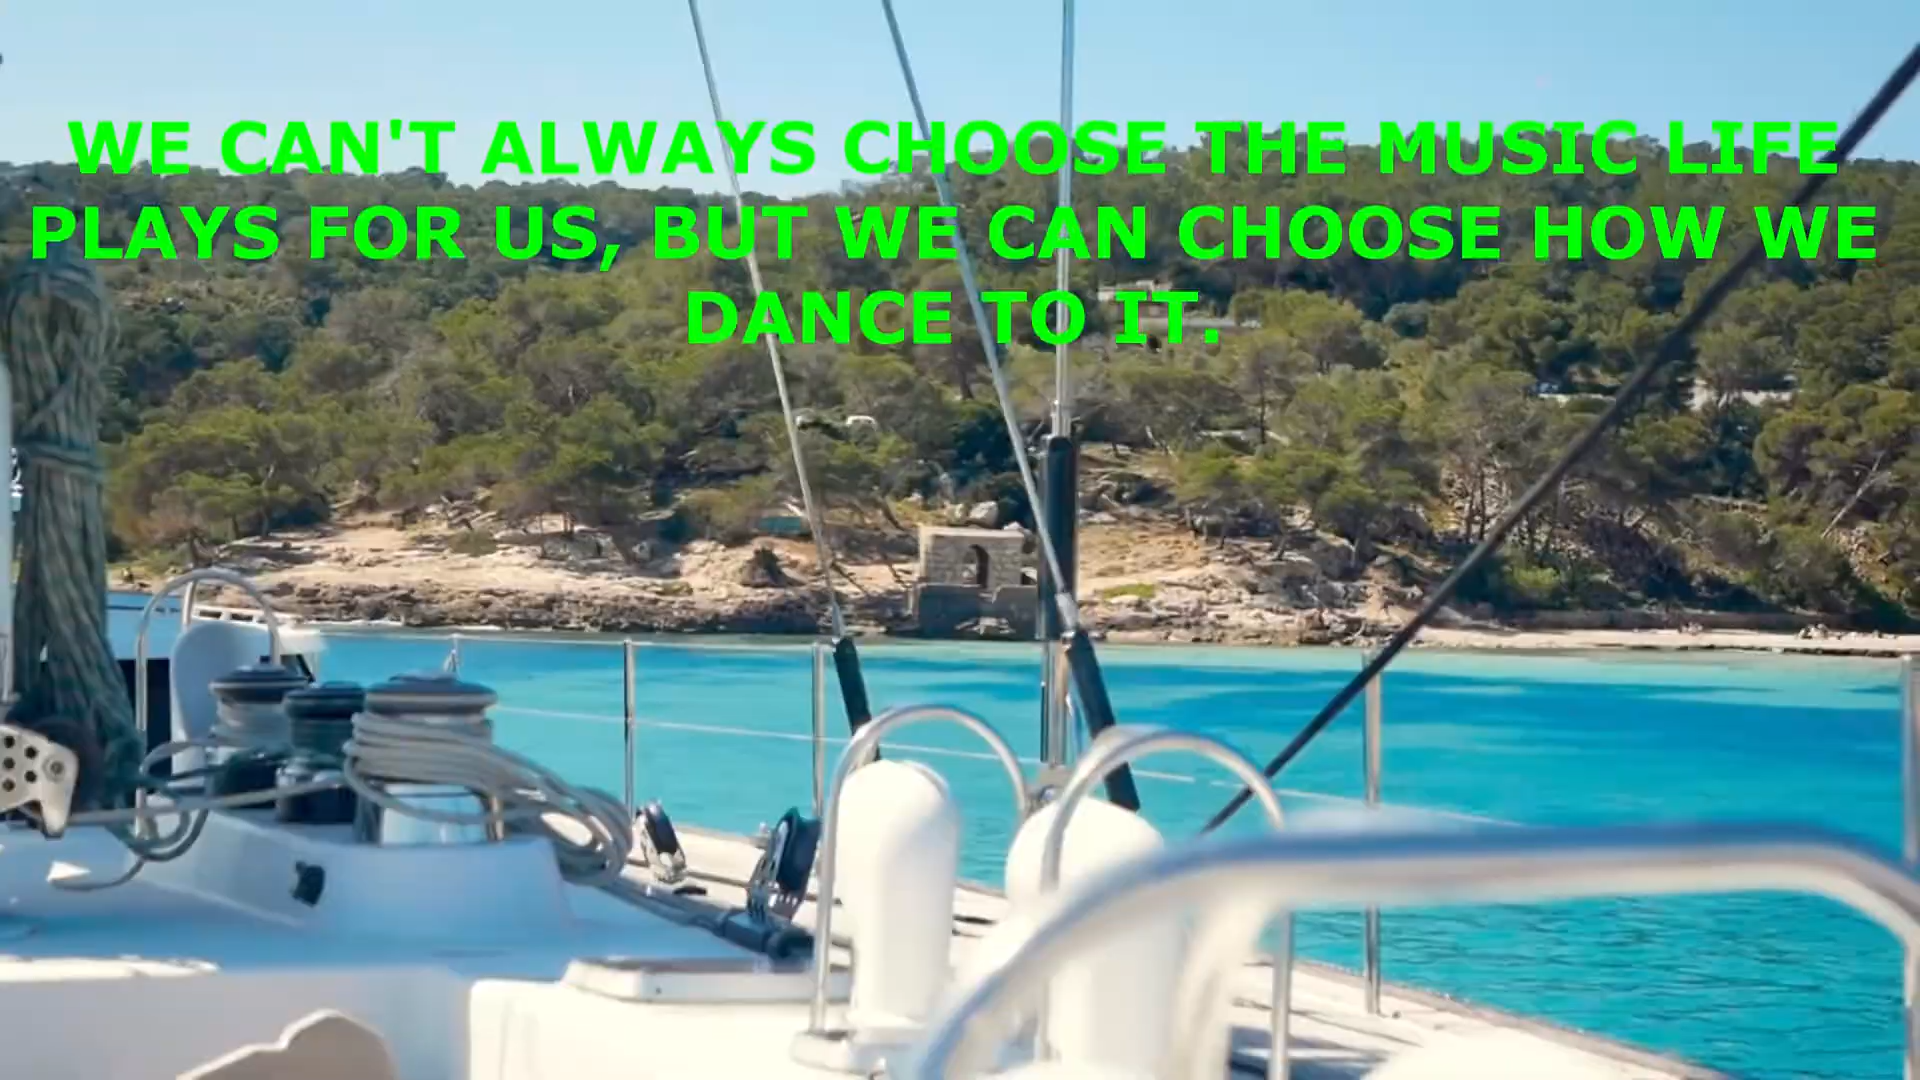 WE CAN'T ALWAYS CHOOSE THE MUSIC LIFE
PLAYS FOR US, BUT WE CAN CHOOSE HOW WE
DANCE TO IT.